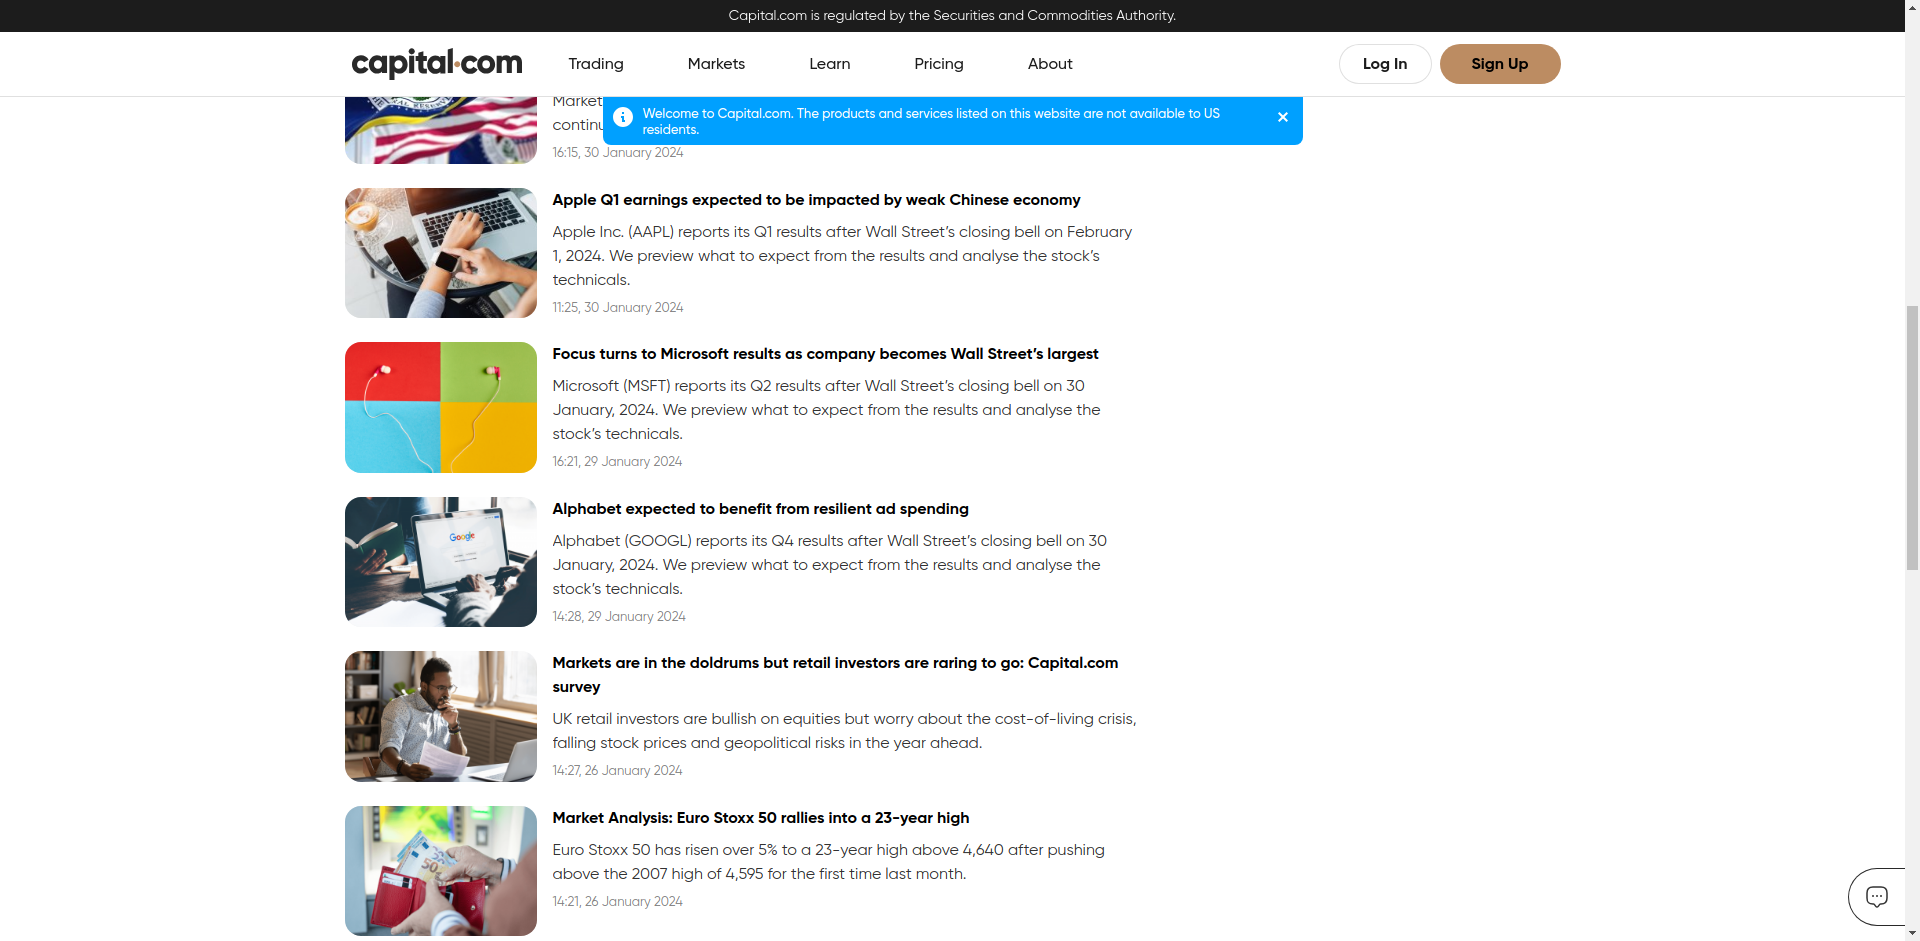 Capital.com is regulated by the Securities and Commodities Authority.
capital.com
Trading
Markets
Learn
Pricing
About
Log In
Sign Up
Welcome to Capital.com. The products and services listed on this website are not available to US
residents.
Market
16:15, 30 January 2024
Apple Q1 earnings expected to be impacted by weak Chinese economy
Apple Inc. (AAPL) reports its Q1 results after Wall Street’s closing bell on February
1, 2024. We preview what to expect from the results and analyse the stock’s
technicals.
11:25, 30 January 2024
Focus turns to Microsoft results as company becomes Wall Street’s largest
Microsoft (MSFT) reports its Q2 results after Wall Street’s closing bell on 30
January, 2024. We preview what to expect from the results and analyse the
stock’s technicals.
16:21, 29 January 2024
Google
Alphabet expected to benefit from resilient ad spending
Alphabet (GOOGL) reports its Q4 results after Wall Street’s closing bell on 30
January, 2024. We preview what to expect from the results and analyse the
stock’s technicals.
14:28, 29 January 2024
Markets are in the doldrums but retail investors are raring to go: Capital.com
survey
UK retail investors are bullish on equities but worry about the cost-of-living crisis,
falling stock prices and geopolitical risks in the year ahead.
14:27, 26 January 2024
Market Analysis: Euro Stoxx 50 rallies into a 23-year high
Euro Stoxx 50 has risen over 5% to a 23-year high above 4,640 after pushing
above the 2007 high of 4,595 for the first time last month.
14:21, 26 January 2024